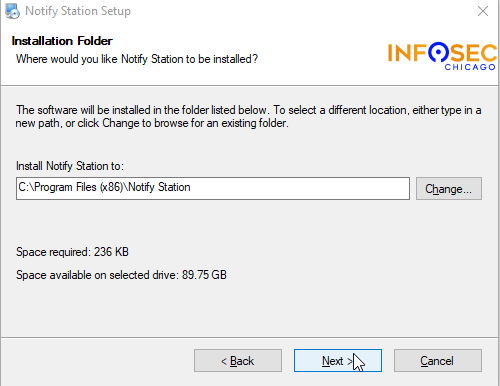 Notify Station Setup
Installation Folder
Where would you like Notify Station to be installed?
INFOSEC
CHICAGO
The software will be installed in the folder listed below. To select a different location, either type in a
new path, or click Change to browse for an existing folder.
Install Notify Station to:
C:\Program Files (x86)\Notify Station
Change...
Space required: 236 KB
Space available on selected drive: 89.75 GB
< Back
Next >
Cancel